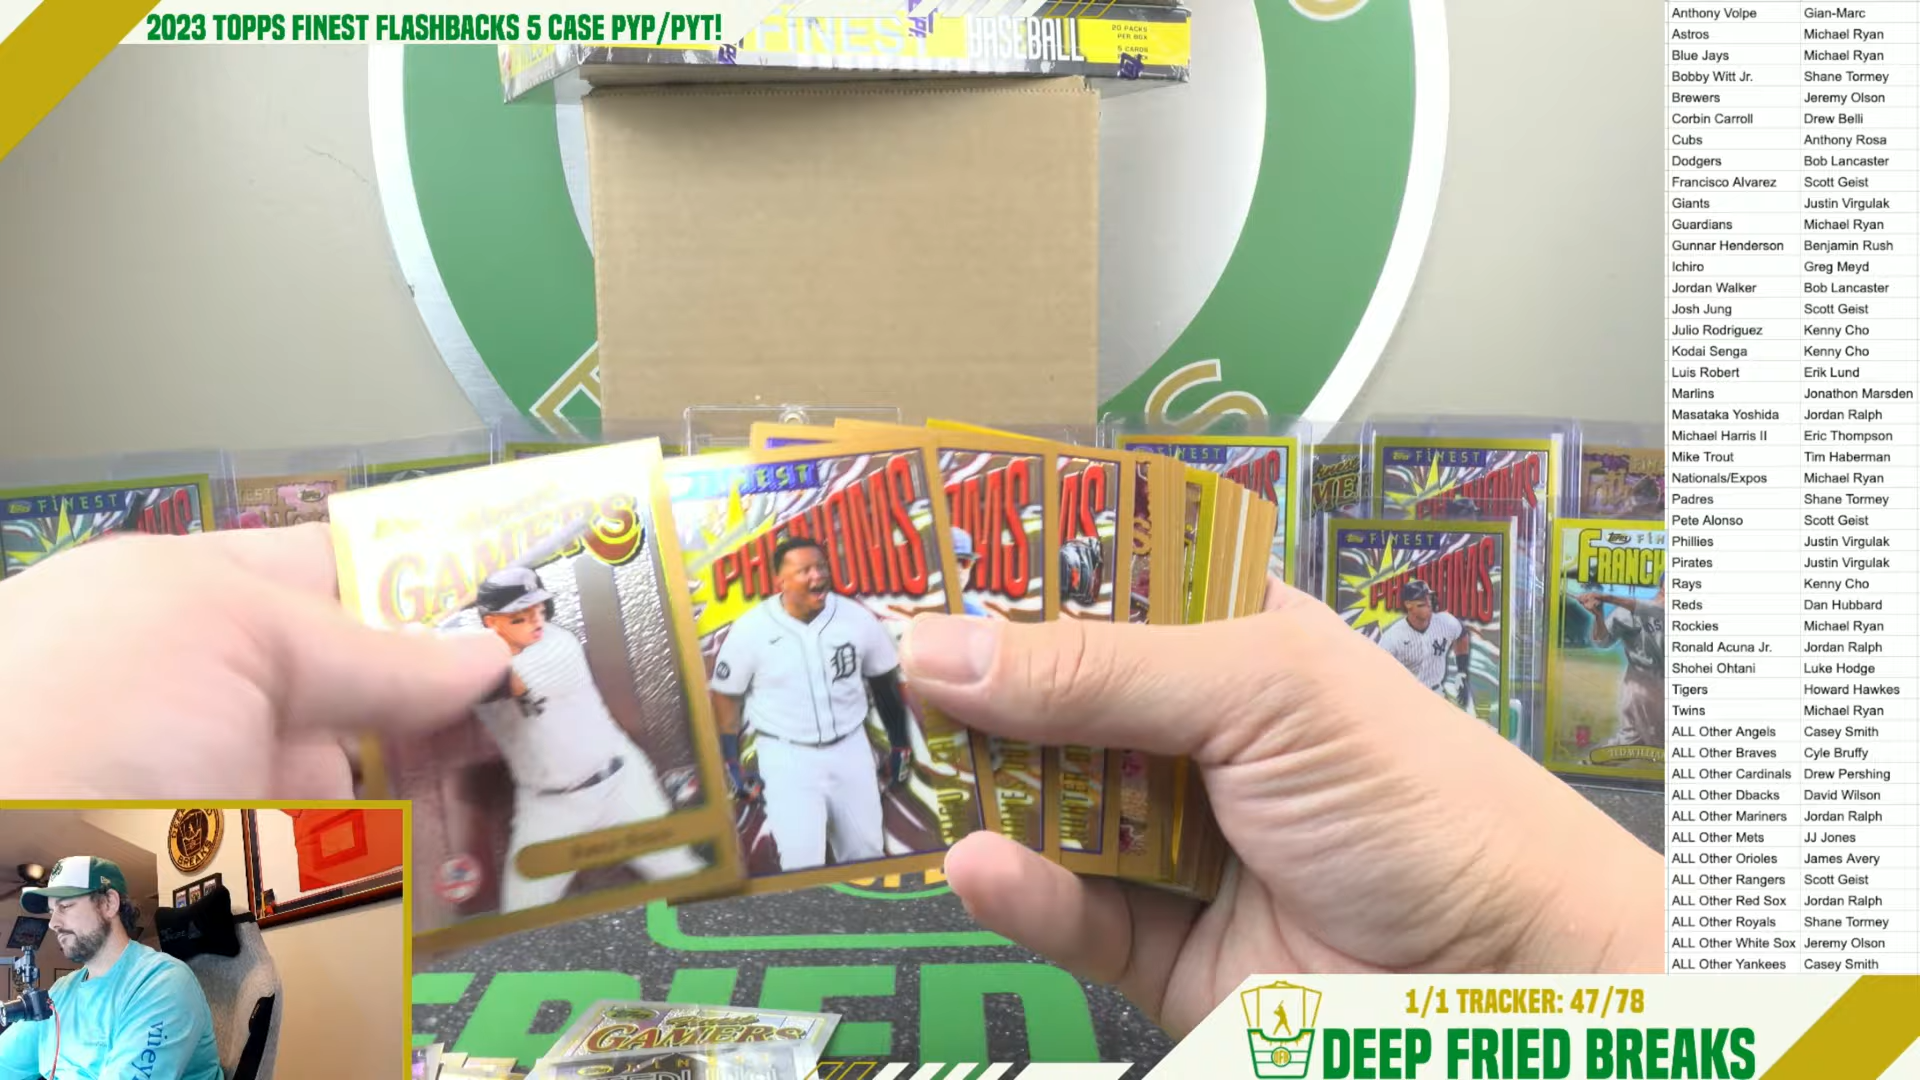 2023 TOPPS FINEST FLASHBACKS 5 CASE PYP/PYT!
FINEST BASEBALL
20 PACKS
PER BOX
5 CARDS
Anthony Volpe Gian-Marc
Astros Michael Ryan
Blue Jays Michael Ryan
Bobby Witt Jr. Shane Tormey
Brewers Jeremy Olson
Corbin Carroll Drew Belli
Cubs Anthony Rosa
Dodgers Bob Lancaster
Francisco Alvarez Scott Geist
Giants Justin Virgulak
Guardians Michael Ryan
Gunnar Henderson Benjamin Rush
Ichiro Greg Meyd
Jordan Walker Bob Lancaster
Josh Jung Scott Geist
Julio Rodriguez Kenny Cho
Kodai Senga Kenny Cho
Luis Robert Erik Lund
Marlins Jonathon Marsden
Masataka Yoshida Jordan Ralph
Michael Harris II Eric Thompson
Mike Trout Tim Haberman
Nationals/Expos Michael Ryan
Padres Shane Tormey
Pete Alonso Scott Geist
Phillies Justin Virgulak
Pirates Justin Virgulak
Rays Kenny Cho
Reds Dan Hubbard
Rockies Michael Ryan
Ronald Acuna Jr. Jordan Ralph
Shohei Ohtani Luke Hodge
Tigers Howard Hawkes
Twins Michael Ryan
ALL Other Angels Casey Smith
ALL Other Braves Cyle Bruffy
ALL Other Cardinals Drew Pershing
ALL Other Dbacks David Wilson
ALL Other Mariners Jordan Ralph
ALL Other Mets JJ Jones
ALL Other Orioles James Avery
ALL Other Rangers Scott Geist
ALL Other Red Sox Jordan Ralph
ALL Other Royals Shane Tormey
ALL Other White Sox Jeremy Olson
ALL Other Yankees Casey Smith
FINEST
FINEST
FINEST
PHENOMS
FRANCH
GAMERS
PHENOMS
D
FRIED
GAMERS
1/1 TRACKER: 47/78
DEEP FRIED BREAKS